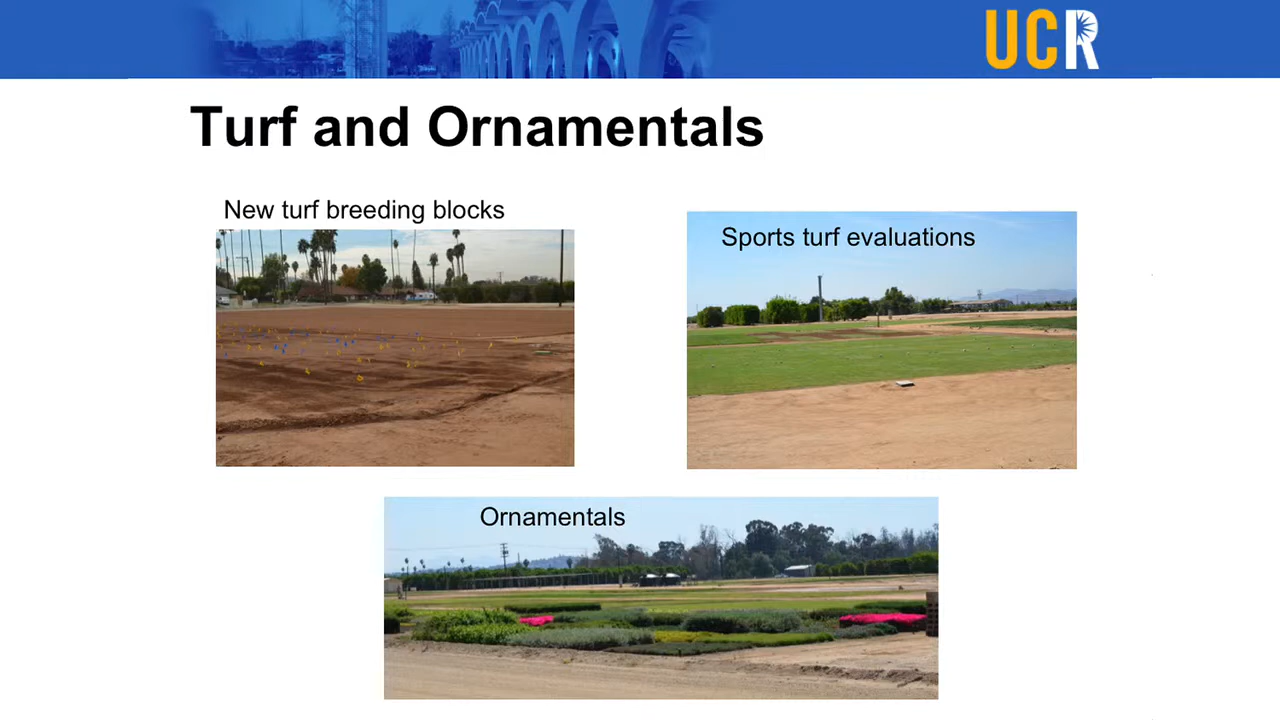 UCR
Turf and Ornamentals
New turf breeding blocks
Sports turf evaluations
Ornamentals